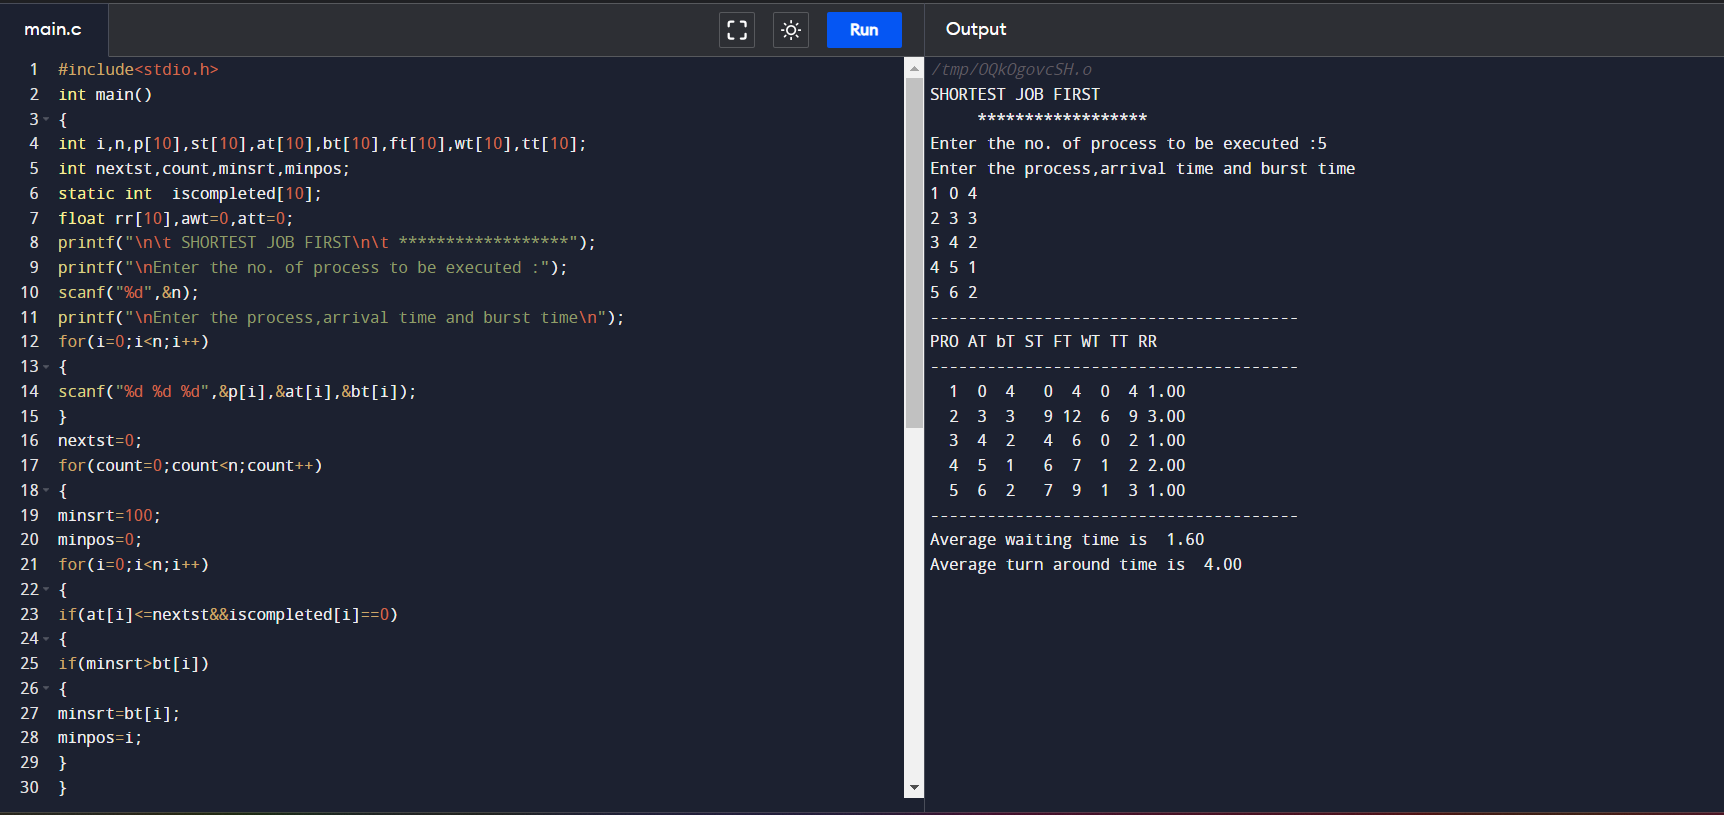 main.c
Run
Output
1 #include<stdio.h>
2 int main()
3 {
4 int i,n,p[10],st[10],at[10],bt[10],ft[10],wt[10],tt[10];
5 int nextst,count,minsrt,minpos;
6 static int  iscompleted[10];
7 float rr[10],awt=0,att=0;
8 printf("\n\t SHORTEST JOB FIRST\n\t ******************");
9 printf("\nEnter the no. of process to be executed :");
10 scanf("%d",&n);
11 printf("\nEnter the process,arrival time and burst time\n");
12 for(i=0;i<n;i++)
13 {
14 scanf("%d %d %d",&p[i],&at[i],&bt[i]);
15 }
16 nextst=0;
17 for(count=0;count<n;count++)
18 {
19 minsrt=100;
20 minpos=0;
21 for(i=0;i<n;i++)
22 {
23 if(at[i]<=nextst&&iscompleted[i]==0)
24 {
25 if(minsrt>bt[i])
26 {
27 minsrt=bt[i];
28 minpos=i;
29 }
30 }
/tmp/OQkOgovcSH.o
SHORTEST JOB FIRST
******************
Enter the no. of process to be executed :5
Enter the process,arrival time and burst time
1 0 4
2 3 3
3 4 2
4 5 1
5 6 2
---------------------------------------
PRO AT bT ST FT WT TT RR
---------------------------------------
1  0  4   0  4  0  4 1.00
2  3  3   9 12  6  9 3.00
3  4  2   4  6  0  2 1.00
4  5  1   6  7  1  2 2.00
5  6  2   7  9  1  3 1.00
---------------------------------------
Average waiting time is  1.60
Average turn around time is  4.00